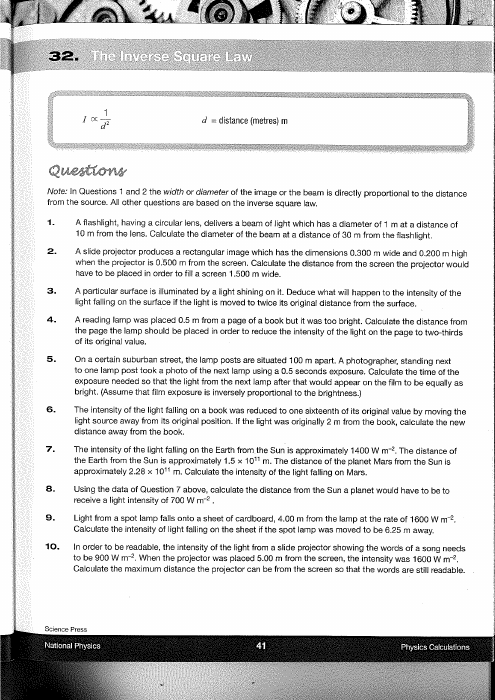 32. The Inverse Square Law
I ∝ 1/d² d = distance (metres) m
Questions
Note: In Questions 1 and 2 the width or diameter of the image or the beam is directly proportional to the distance
from the source. All other questions are based on the inverse square law.
1. A flashlight, having a circular lens, delivers a beam of light which has a diameter of 1 m at a distance of
10 m from the lens. Calculate the diameter of the beam at a distance of 30 m from the flashlight.
2. A slide projector produces a rectangular image which has the dimensions 0.300 m wide and 0.200 m high
when the projector is 0.500 m from the screen. Calculate the distance from the screen the projector would
have to be placed in order to fill a screen 1.500 m wide.
3. A particular surface is illuminated by a light shining on it. Deduce what will happen to the intensity of the
light falling on the surface if the light is moved to twice its original distance from the surface.
4. A reading lamp was placed 0.5 m from a page of a book but it was too bright. Calculate the distance from
the page the lamp should be placed in order to reduce the intensity of the light on the page to two-thirds
of its original value.
5. On a certain suburban street, the lamp posts are situated 100 m apart. A photographer, standing next
to one lamp post took a photo of the next lamp using a 0.5 seconds exposure. Calculate the time of the
exposure needed so that the light from the next lamp after that would appear on the film to be equally as
bright. (Assume that film exposure is inversely proportional to the brightness.)
6. The intensity of the light falling on a book was reduced to one sixteenth of its original value by moving the
light source away from its original position. If the light was originally 2 m from the book, calculate the new
distance away from the book.
7. The intensity of the light falling on the Earth from the Sun is approximately 1400 W m⁻². The distance of
the Earth from the Sun is approximately 1.5 × 10¹¹ m. The distance of the planet Mars from the Sun is
approximately 2.28 × 10¹¹ m. Calculate the intensity of the light falling on Mars.
8. Using the data of Question 7 above, calculate the distance from the Sun a planet would have to be to
receive a light intensity of 700 W m⁻² .
9. Light from a spot lamp falls onto a sheet of cardboard, 4.00 m from the lamp at the rate of 1600 W m⁻².
Calculate the intensity of light falling on the sheet if the spot lamp was moved to be 6.25 m away.
10. In order to be readable, the intensity of the light from a slide projector showing the words of a song needs
to be 900 W m⁻². When the projector was placed 5.00 m from the screen, the intensity was 1600 W m⁻².
Calculate the maximum distance the projector can be from the screen so that the words are still readable.
Science Press
National Physics 41 Physics Calculations